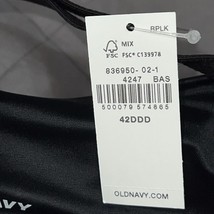 RPLK
FSC
MIX
FSC® C139978
836950-02-1
4247 BAS
500079 574865
42DDD
OLDNAVY.COM
AVY